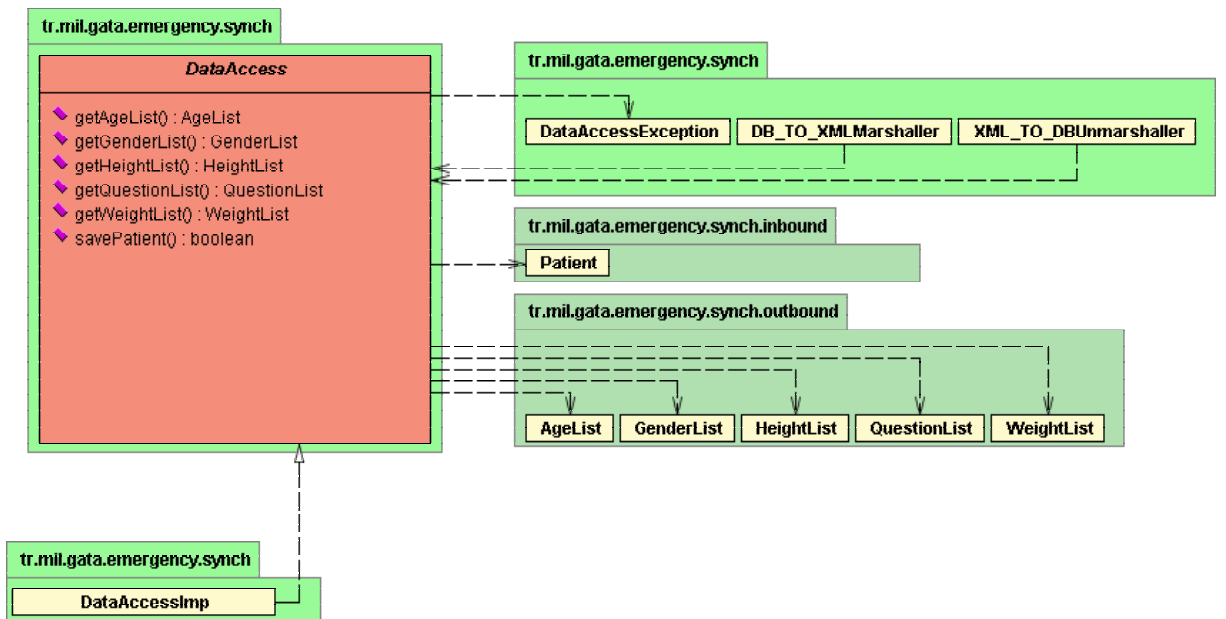 tr.mil.gata.emergency.synch
DataAccess
getAgeList() : AgeList
getGenderList() : GenderList
getHeightList() : HeightList
getQuestionList() : QuestionList
getWeightList() : WeightList
savePatient() : boolean
tr.mil.gata.emergency.synch
DataAccessException
DB_TO_XMLMarshaller
XML_TO_DBUnmarshaller
tr.mil.gata.emergency.synch.inbound
Patient
tr.mil.gata.emergency.synch.outbound
AgeList
GenderList
HeightList
QuestionList
WeightList
tr.mil.gata.emergency.synch
DataAccessImp